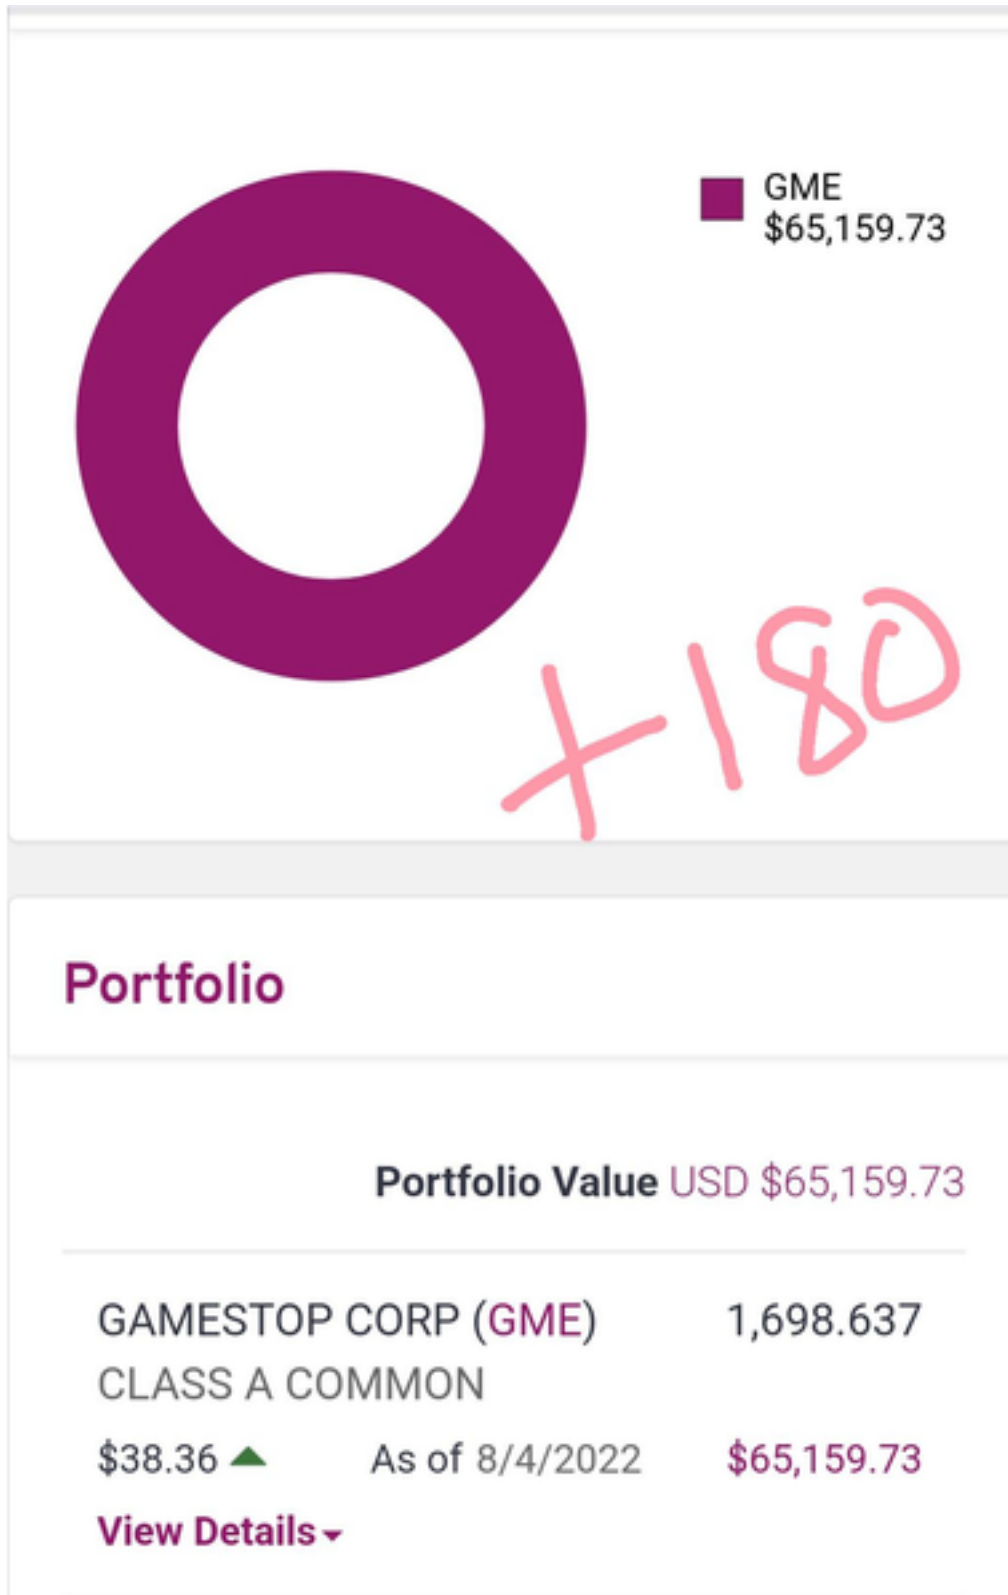 GME
$65,159.73
+180
Portfolio
Portfolio Value USD $65,159.73
GAMESTOP CORP (GME) 1,698.637
CLASS A COMMON
$38.36 As of 8/4/2022 $65,159.73
View Details